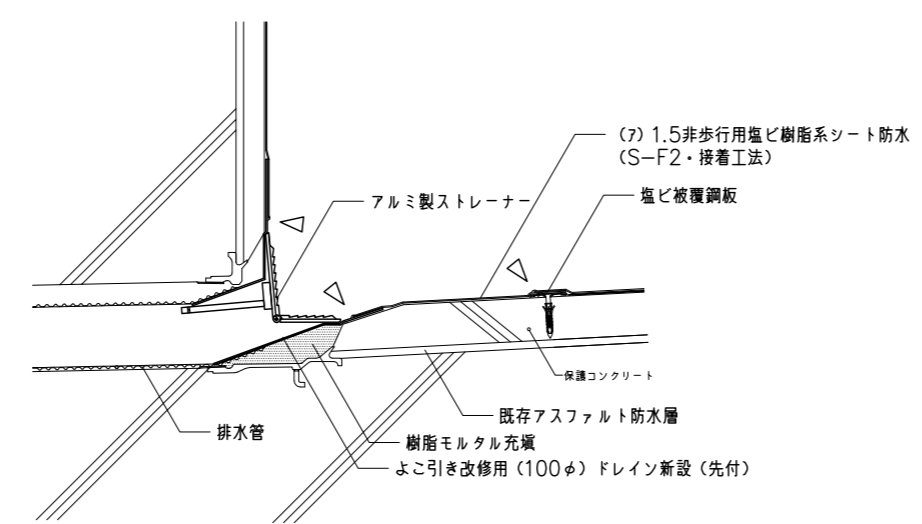 (ｱ) 1.5非歩行用塩ビ樹脂系シート防水
(S-F2・接着工法)
塩ビ被覆鋼板
アルミ製ストレーナー
保護コンクリート
既存アスファルト防水層
排水管
樹脂モルタル充塡
よこ引き改修用(100φ)ドレイン新設(先付)